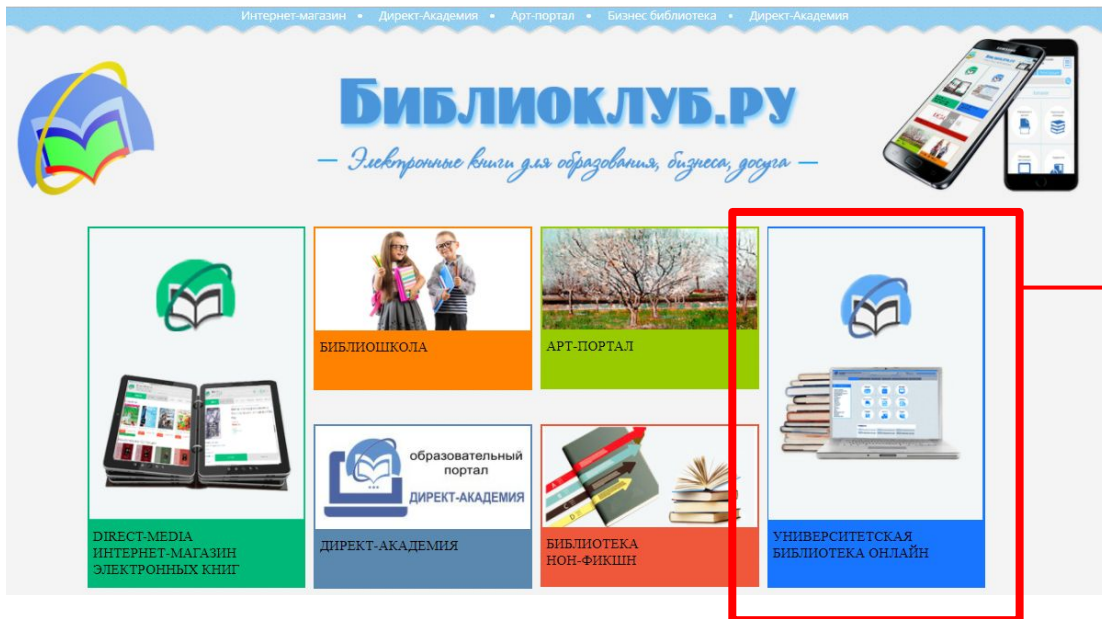 Интернет-магазин • Директ-Академия • Арт-портал • Бизнес библиотека • Директ-Академия
Библиоклуб.ру
— Электронные книги для образования, бизнеса, досуга —
БИБЛИОШКОЛА
АРТ-ПОРТАЛ
образовательный
портал
ДИРЕКТ-АКАДЕМИЯ
DIRECT-MEDIA
ИНТЕРНЕТ-МАГАЗИН
ЭЛЕКТРОННЫХ КНИГ
ДИРЕКТ-АКАДЕМИЯ
БИБЛИОТЕКА
НОН-ФИКШН
УНИВЕРСИТЕТСКАЯ
БИБЛИОТЕКА ОНЛАЙН